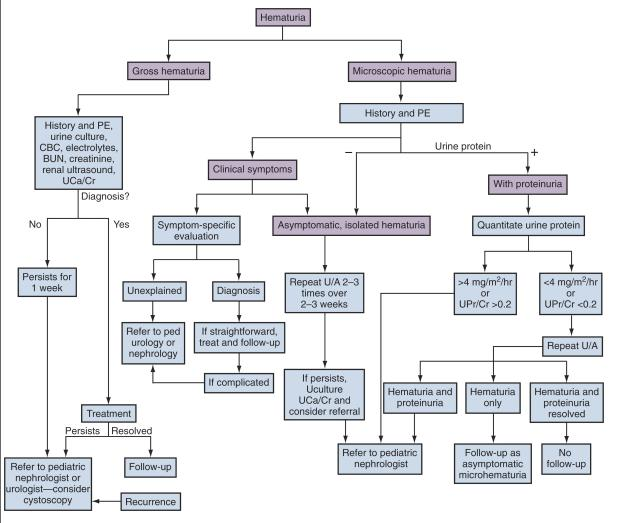 Hematuria
Gross hematuria
Microscopic hematuria
History and PE,
urine culture,
CBC, electrolytes,
BUN, creatinine,
renal ultrasound,
UCa/Cr
History and PE
Diagnosis?
No
Yes
Persists for
1 week
Treatment
Persists
Resolved
Refer to pediatric
nephrologist or
urologist—consider
cystoscopy
Follow-up
Recurrence
–
Urine protein
+
Clinical symptoms
With proteinuria
Symptom-specific
evaluation
Asymptomatic, isolated hematuria
Quantitate urine protein
Unexplained
Diagnosis
Refer to ped
urology or
nephrology
If straightforward,
treat and follow-up
If complicated
Repeat U/A 2–3
times over
2–3 weeks
If persists,
Uculture
UCa/Cr and
consider referral
>4 mg/m²/hr
or
UPr/Cr >0.2
<4 mg/m²/hr
or
UPr/Cr <0.2
Repeat U/A
Hematuria and
proteinuria
Hematuria
only
Hematuria and
proteinuria
resolved
Refer to pediatric
nephrologist
Follow-up as
asymptomatic
microhematuria
No
follow-up